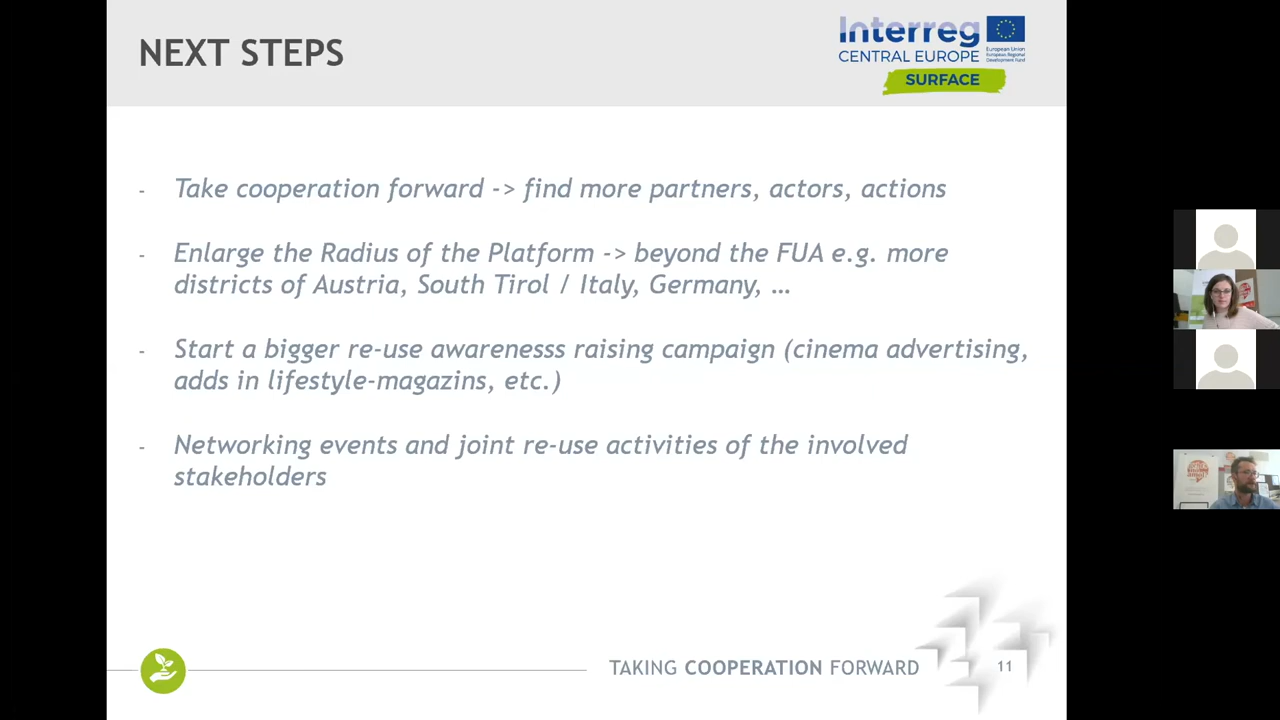 NEXT STEPS
Interreg
CENTRAL EUROPE
European Union
European Regional
Development Fund
SURFACE
- Take cooperation forward -> find more partners, actors, actions
- Enlarge the Radius of the Platform -> beyond the FUA e.g. more
districts of Austria, South Tirol / Italy, Germany, …
- Start a bigger re-use awarenesss raising campaign (cinema advertising,
adds in lifestyle-magazins, etc.)
- Networking events and joint re-use activities of the involved
stakeholders
TAKING COOPERATION FORWARD
11